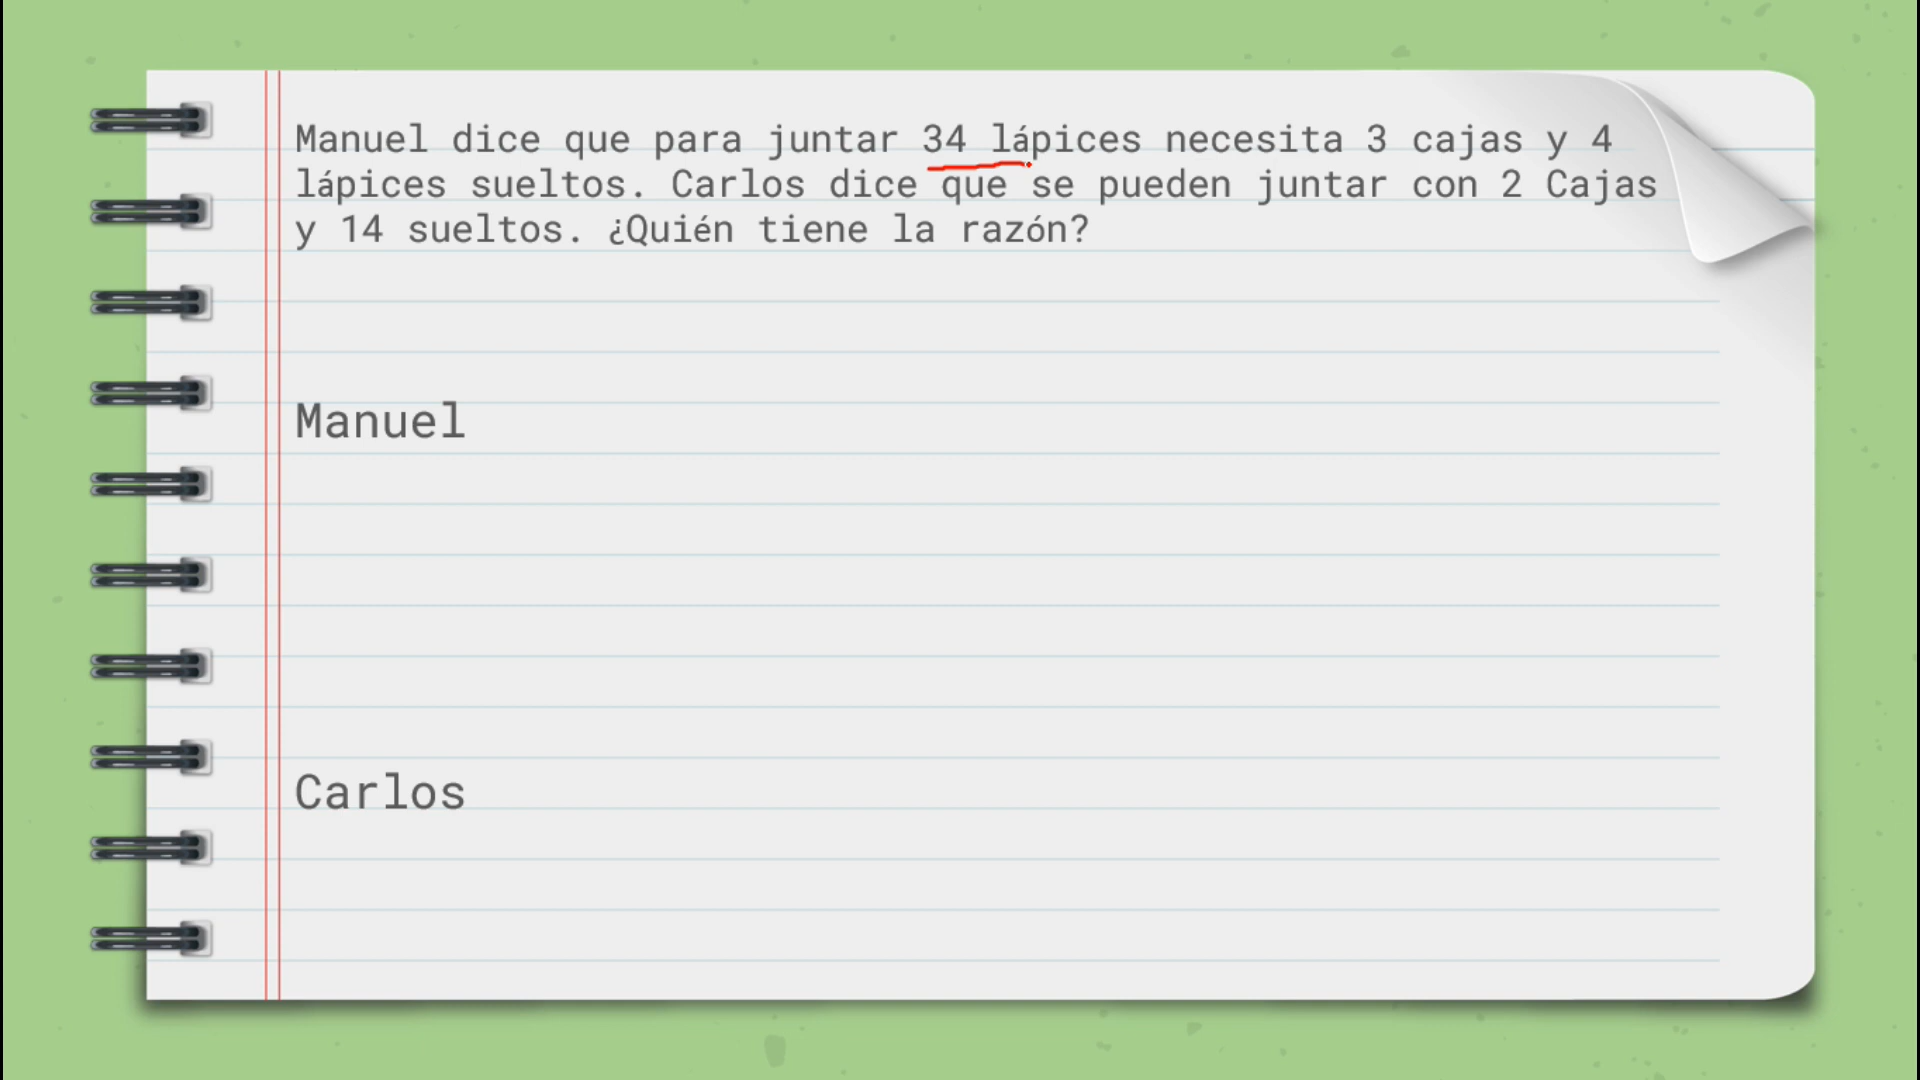 Manuel dice que para juntar 34 lápices necesita 3 cajas y 4
lápices sueltos. Carlos dice que se pueden juntar con 2 Cajas
y 14 sueltos. ¿Quién tiene la razón?
Manuel
Carlos